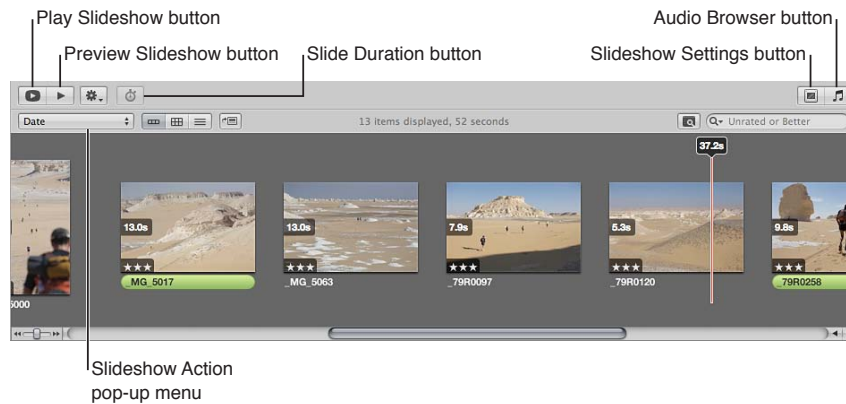 Play Slideshow button
Audio Browser button
Preview Slideshow button
Slide Duration button
Slideshow Settings button
Date
13 items displayed, 52 seconds
Unrated or Better
37.2s
13.0s
13.0s
7.9s
5.3s
9.8s
5000
_MG_5017
_MG_5063
_79R0097
_79R0120
_79R0258
Slideshow Action
pop-up menu